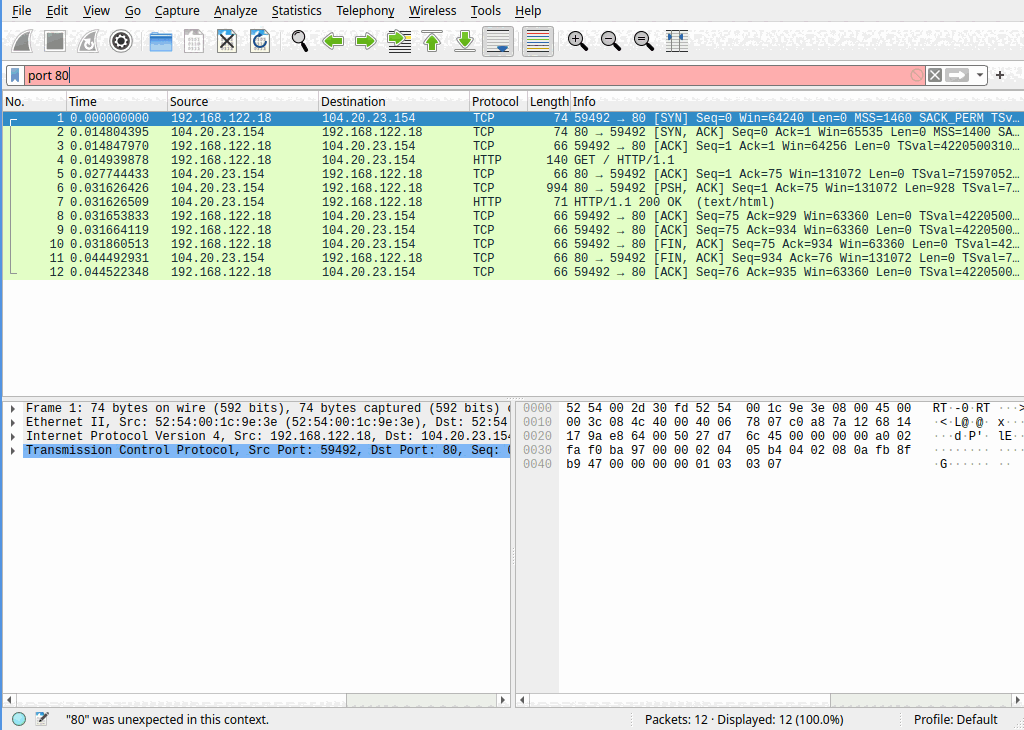 File Edit View Go Capture Analyze Statistics Telephony Wireless Tools Help
port 80
No. Time Source Destination Protocol Length Info
1 0.000000000 192.168.122.18 104.20.23.154 TCP 74 59492 → 80 [SYN] Seq=0 Win=64240 Len=0 MSS=1460 SACK_PERM TSv…
2 0.014804395 104.20.23.154 192.168.122.18 TCP 74 80 → 59492 [SYN, ACK] Seq=0 Ack=1 Win=65535 Len=0 MSS=1400 SA…
3 0.014847970 192.168.122.18 104.20.23.154 TCP 66 59492 → 80 [ACK] Seq=1 Ack=1 Win=64256 Len=0 TSval=4220500310…
4 0.014939878 192.168.122.18 104.20.23.154 HTTP 140 GET / HTTP/1.1
5 0.027744433 104.20.23.154 192.168.122.18 TCP 66 80 → 59492 [ACK] Seq=1 Ack=75 Win=131072 Len=0 TSval=71597052…
6 0.031626426 104.20.23.154 192.168.122.18 TCP 994 80 → 59492 [PSH, ACK] Seq=1 Ack=75 Win=131072 Len=928 TSval=7…
7 0.031626509 104.20.23.154 192.168.122.18 HTTP 71 HTTP/1.1 200 OK (text/html)
8 0.031653833 192.168.122.18 104.20.23.154 TCP 66 59492 → 80 [ACK] Seq=75 Ack=929 Win=63360 Len=0 TSval=4220500…
9 0.031664119 192.168.122.18 104.20.23.154 TCP 66 59492 → 80 [ACK] Seq=75 Ack=934 Win=63360 Len=0 TSval=4220500…
10 0.031860513 192.168.122.18 104.20.23.154 TCP 66 59492 → 80 [FIN, ACK] Seq=75 Ack=934 Win=63360 Len=0 TSval=42…
11 0.044492931 104.20.23.154 192.168.122.18 TCP 66 80 → 59492 [FIN, ACK] Seq=934 Ack=76 Win=131072 Len=0 TSval=7…
12 0.044522348 192.168.122.18 104.20.23.154 TCP 66 59492 → 80 [ACK] Seq=76 Ack=935 Win=63360 Len=0 TSval=4220500…
Frame 1: 74 bytes on wire (592 bits), 74 bytes captured (592 bits)
Ethernet II, Src: 52:54:00:1c:9e:3e (52:54:00:1c:9e:3e), Dst: 52:54
Internet Protocol Version 4, Src: 192.168.122.18, Dst: 104.20.23.154
Transmission Control Protocol, Src Port: 59492, Dst Port: 80, Seq:
0000 52 54 00 2d 30 fd 52 54 00 1c 9e 3e 08 00 45 00 RT·-0·RT ···>
0010 00 3c 08 4c 40 00 40 06 78 07 c0 a8 7a 12 68 14 ·<·L@·@· x···
0020 17 9a e8 64 00 50 27 d7 6c 45 00 00 00 00 a0 02 ···d·P'· lE··
0030 fa f0 ba 97 00 00 02 04 05 b4 04 02 08 0a fb 8f ········ ····
0040 b9 47 00 00 00 00 01 03 03 07 ·G······ ··
"80" was unexpected in this context.
Packets: 12 · Displayed: 12 (100.0%)
Profile: Default